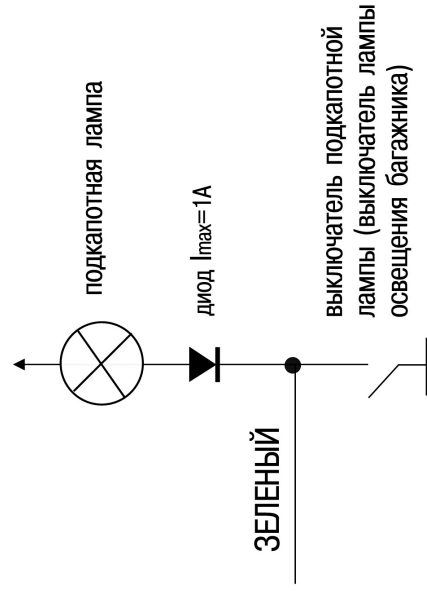 подкапотная лампа
диод Imax=1A
ЗЕЛЕНЫЙ
выключатель подкапотной
лампы (выключатель лампы
освещения багажника)